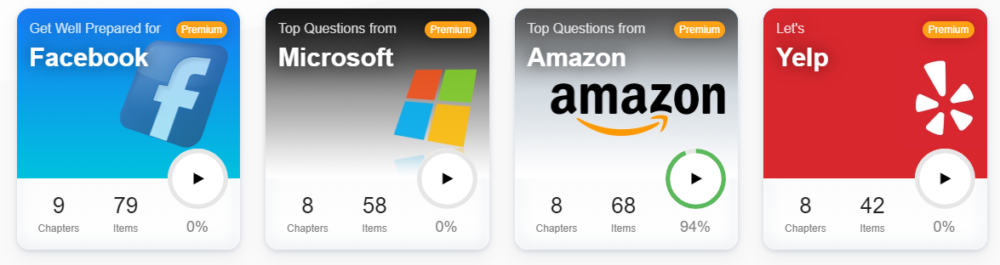 Get Well Prepared for
Premium
Facebook
f
9
Chapters
79
Items
0%
Top Questions from
Premium
Microsoft
8
Chapters
58
Items
0%
Top Questions from
Premium
Amazon
amazon
8
Chapters
68
Items
94%
Let's
Premium
Yelp
8
Chapters
42
Items
0%